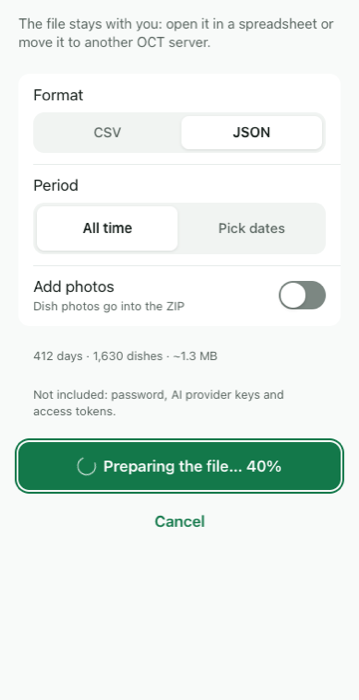 The file stays with you: open it in a spreadsheet or
move it to another OCT server.
Format
CSV
JSON
Period
All time
Pick dates
Add photos
Dish photos go into the ZIP
412 days · 1,630 dishes · ~1.3 MB
Not included: password, AI provider keys and
access tokens.
Preparing the file... 40%
Cancel